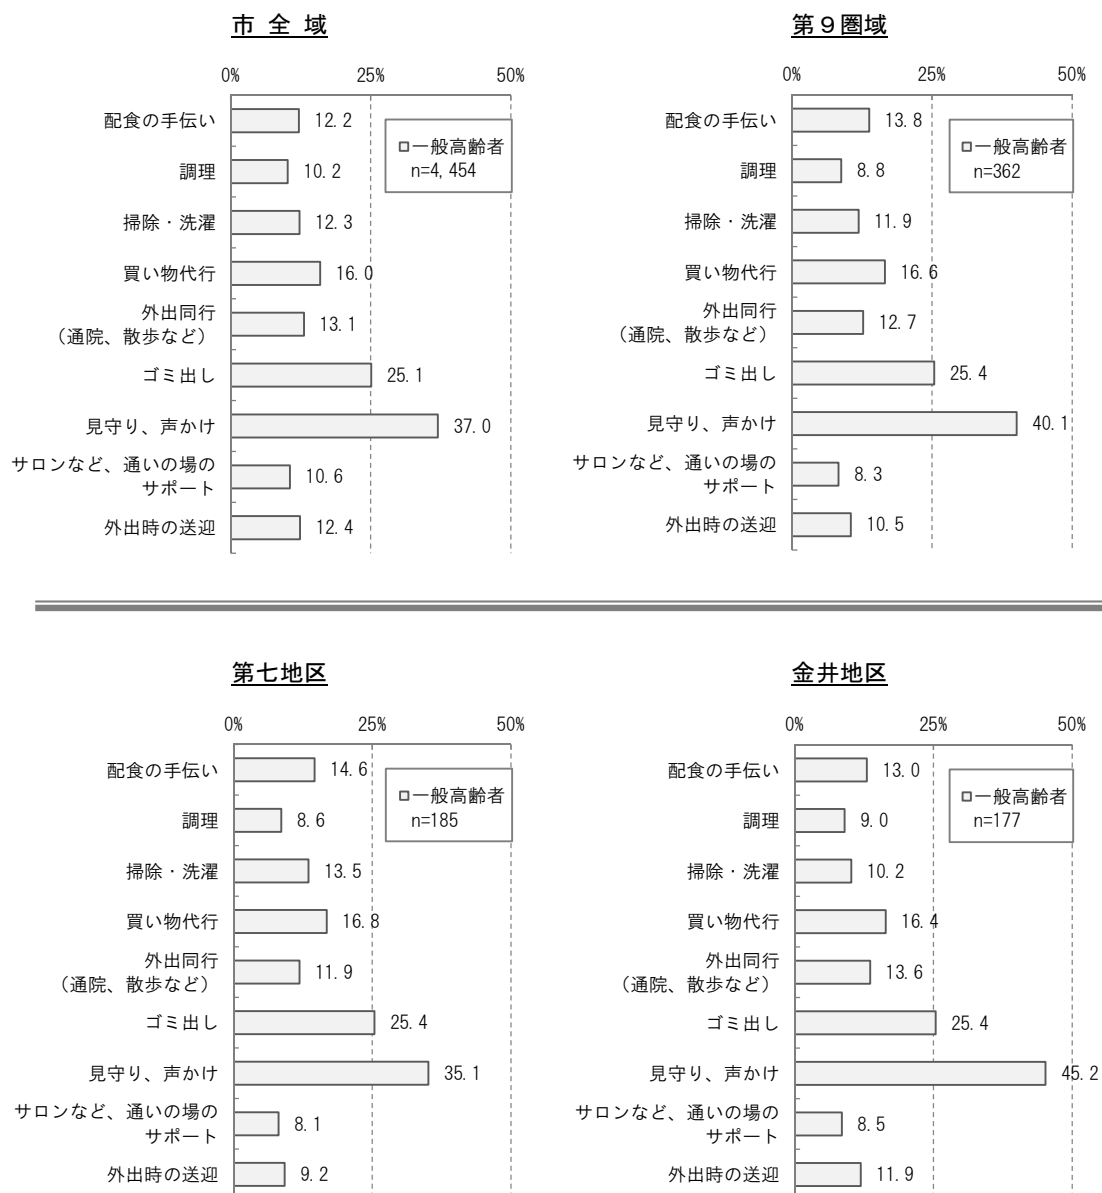 市 全 域
0% 25% 50%
配食の手伝い 12.2
調理 10.2
掃除・洗濯 12.3
買い物代行 16.0
外出同行
（通院、散歩など） 13.1
ゴミ出し 25.1
見守り、声かけ 37.0
サロンなど、通いの場の
サポート 10.6
外出時の送迎 12.4
一般高齢者
n=4,454
第９圏域
0% 25% 50%
配食の手伝い 13.8
調理 8.8
掃除・洗濯 11.9
買い物代行 16.6
外出同行
（通院、散歩など） 12.7
ゴミ出し 25.4
見守り、声かけ 40.1
サロンなど、通いの場の
サポート 8.3
外出時の送迎 10.5
一般高齢者
n=362
第七地区
0% 25% 50%
配食の手伝い 14.6
調理 8.6
掃除・洗濯 13.5
買い物代行 16.8
外出同行
（通院、散歩など） 11.9
ゴミ出し 25.4
見守り、声かけ 35.1
サロンなど、通いの場の
サポート 8.1
外出時の送迎 9.2
一般高齢者
n=185
金井地区
0% 25% 50%
配食の手伝い 13.0
調理 9.0
掃除・洗濯 10.2
買い物代行 16.4
外出同行
（通院、散歩など） 13.6
ゴミ出し 25.4
見守り、声かけ 45.2
サロンなど、通いの場の
サポート 8.5
外出時の送迎 11.9
一般高齢者
n=177